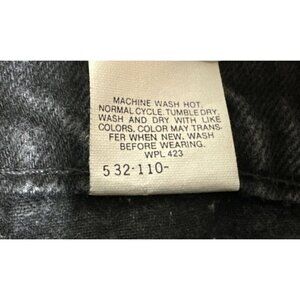 MACHINE WASH HOT,
NORMAL CYCLE. TUMBLE DRY,
WASH AND DRY WITH LIKE
COLORS. COLOR MAY TRANS-
FER WHEN NEW. WASH
BEFORE WEARING.
WPL 423
532-110-